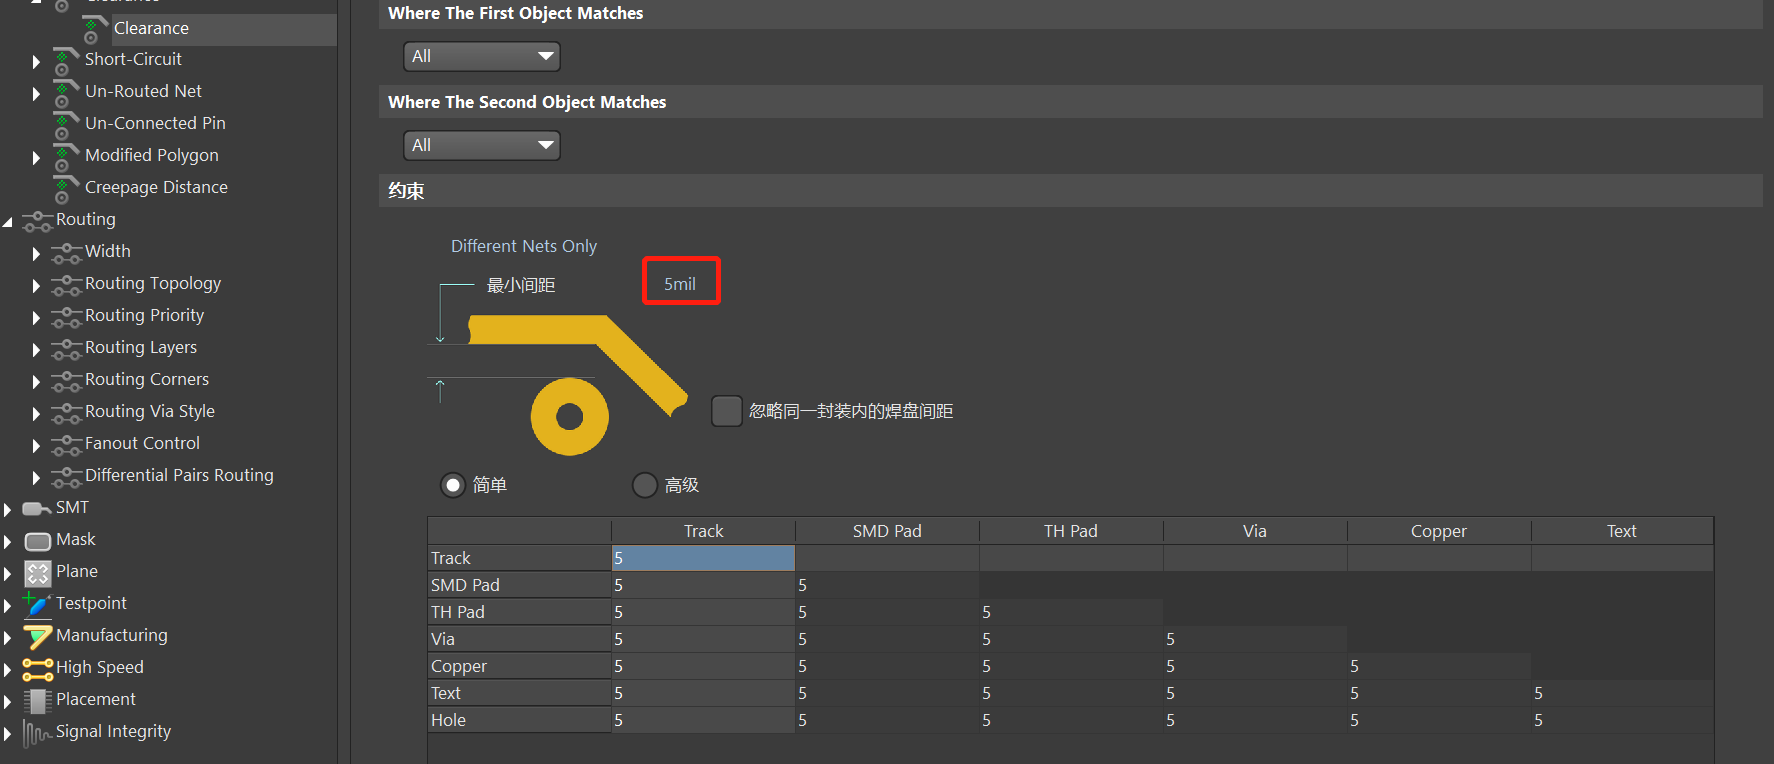 Clearance
Short-Circuit
Un-Routed Net
Un-Connected Pin
Modified Polygon
Creepage Distance
Routing
Width
Routing Topology
Routing Priority
Routing Layers
Routing Corners
Routing Via Style
Fanout Control
Differential Pairs Routing
SMT
Mask
Plane
Testpoint
Manufacturing
High Speed
Placement
Signal Integrity
Where The First Object Matches
All
Where The Second Object Matches
All
约束
Different Nets Only
最小间距 5mil
忽略同一封装内的焊盘间距
简单 高级
Track SMD Pad TH Pad Via Copper Text
Track 5
SMD Pad 5 5
TH Pad 5 5 5
Via 5 5 5 5
Copper 5 5 5 5 5
Text 5 5 5 5 5 5
Hole 5 5 5 5 5 5